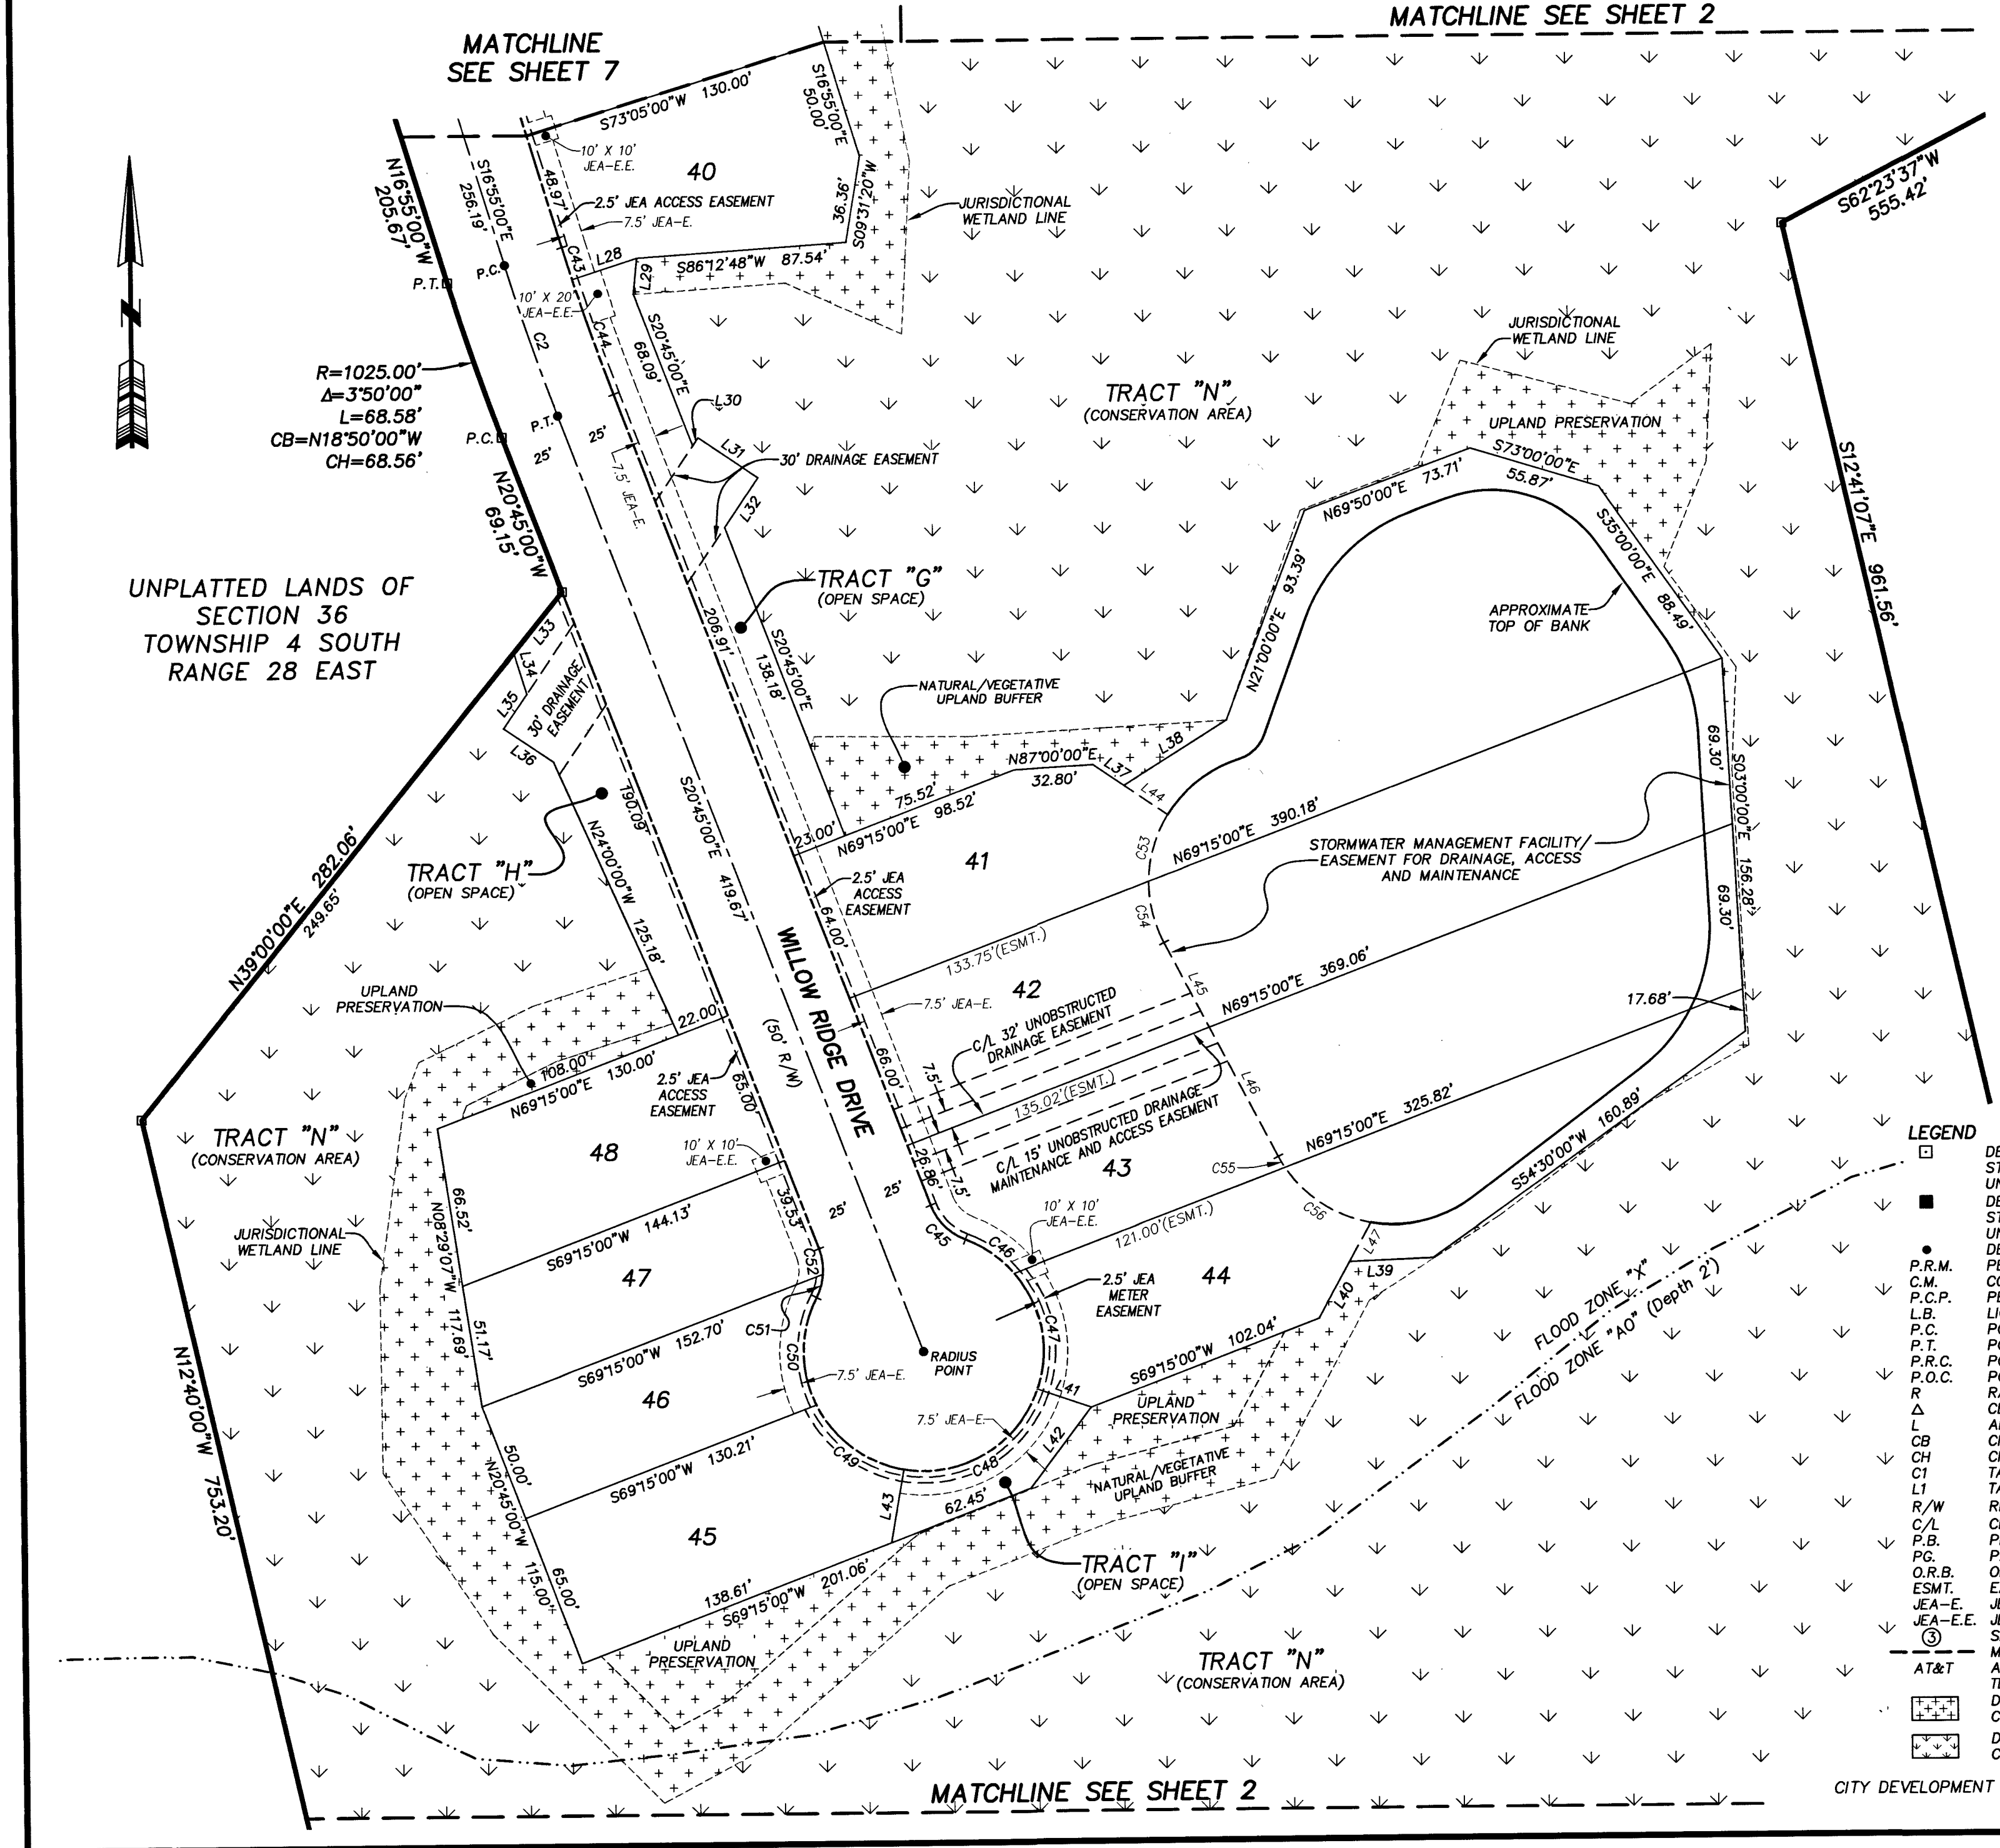 MATCHLINE SEE SHEET 2
MATCHLINE
SEE SHEET 7
S73°05'00"W 130.00'
S16°55'00"E
50.00'
10' X 10'
JEA-E.E.
40
N16°55'00"W
205.67'
S16°55'00"E
256.19'
48.97'
2.5' JEA ACCESS EASEMENT
7.5' JEA-E.
36.36'
S09°31'20"W
JURISDICTIONAL
WETLAND LINE
S62°23'37"W
555.42'
P.T.
P.C.
C43
L28
L29
S86°12'48"W 87.54'
10' X 20'
JEA-E.E.
C2
C44
S20°45'00"E
68.09'
JURISDICTIONAL
WETLAND LINE
R=1025.00'
Δ=3°50'00"
L=68.58'
CB=N18°50'00"W
CH=68.56'
P.C.
P.T.
25'
25'
7.5' JEA-E.
L30
L31
L32
30' DRAINAGE EASEMENT
TRACT "N"
(CONSERVATION AREA)
UPLAND PRESERVATION
S73°00'00"E
55.87'
N69°50'00"E 73.71'
S35°00'00"E 88.49'
S12°41'07"E 961.56'
N20°45'00"W
69.15'
N21°00'00"E 93.39'
UNPLATTED LANDS OF
SECTION 36
TOWNSHIP 4 SOUTH
RANGE 28 EAST
TRACT "G"
(OPEN SPACE)
APPROXIMATE
TOP OF BANK
L33
L34
L35
L36
30' DRAINAGE
EASEMENT
206.91'
S20°45'00"E
138.18'
NATURAL/VEGETATIVE
UPLAND BUFFER
N87°00'00"E
32.80'
L37
L38
L44
69.30'
S03°00'00"E 156.28'
75.52'
23.00'
N69°15'00"E 98.52'
190.09'
S20°45'00"E 419.67'
N39°00'00"E 282.06'
249.65'
TRACT "H"
(OPEN SPACE)
N24°00'00"W 125.18'
41
C53
N69°15'00"E 390.18'
STORMWATER MANAGEMENT FACILITY/
EASEMENT FOR DRAINAGE, ACCESS
AND MAINTENANCE
2.5' JEA
ACCESS
EASEMENT
64.00'
C54
69.30'
WILLOW RIDGE DRIVE
(50' R/W)
133.75'(ESMT.)
42
7.5' JEA-E.
L45
N69°15'00"E 369.06'
17.68'
UPLAND
PRESERVATION
22.00'
C/L 32' UNOBSTRUCTED
DRAINAGE EASEMENT
66.00'
7.5'
108.00'
N69°15'00"E 130.00'
2.5' JEA
ACCESS
EASEMENT
65.00'
135.02'(ESMT.)
L46
C/L 15' UNOBSTRUCTED DRAINAGE
MAINTENANCE AND ACCESS EASEMENT
7.5'
26.86'
43
N69°15'00"E 325.82'
S54°30'00"W 160.89'
C55
C56
TRACT "N"
(CONSERVATION AREA)
48
10' X 10'
JEA-E.E.
25'
25'
10' X 10'
JEA-E.E.
121.00'(ESMT.)
66.52'
N08°29'07"W 117.69'
S69°15'00"W 144.13'
39.53'
C45
C46
JURISDICTIONAL
WETLAND LINE
47
C52
2.5' JEA
METER
EASEMENT
44
L47
L39
L40
51.17'
S69°15'00"W 152.70'
C51
C50
C47
RADIUS
POINT
7.5' JEA-E.
S69°15'00"W 102.04'
FLOOD ZONE "X"
FLOOD ZONE "AO" (Depth 2')
46
L41
UPLAND
PRESERVATION
7.5' JEA-E.
L42
N12°40'00"W 753.20'
50.00'
N20°45'00"W 115.00'
S69°15'00"W 130.21'
C49
C48
NATURAL/VEGETATIVE
UPLAND BUFFER
45
L43
62.45'
65.00'
138.61'
S69°15'00"W 201.06'
TRACT "I"
(OPEN SPACE)
UPLAND
PRESERVATION
TRACT "N"
(CONSERVATION AREA)
MATCHLINE SEE SHEET 2
LEGEND
P.R.M.
C.M.
P.C.P.
L.B.
P.C.
P.T.
P.R.C.
P.O.C.
R
Δ
L
CB
CH
C1
L1
R/W
C/L
P.B.
PG.
O.R.B.
ESMT.
JEA-E.
JEA-E.E.
3
AT&T
CITY DEVELOPMENT